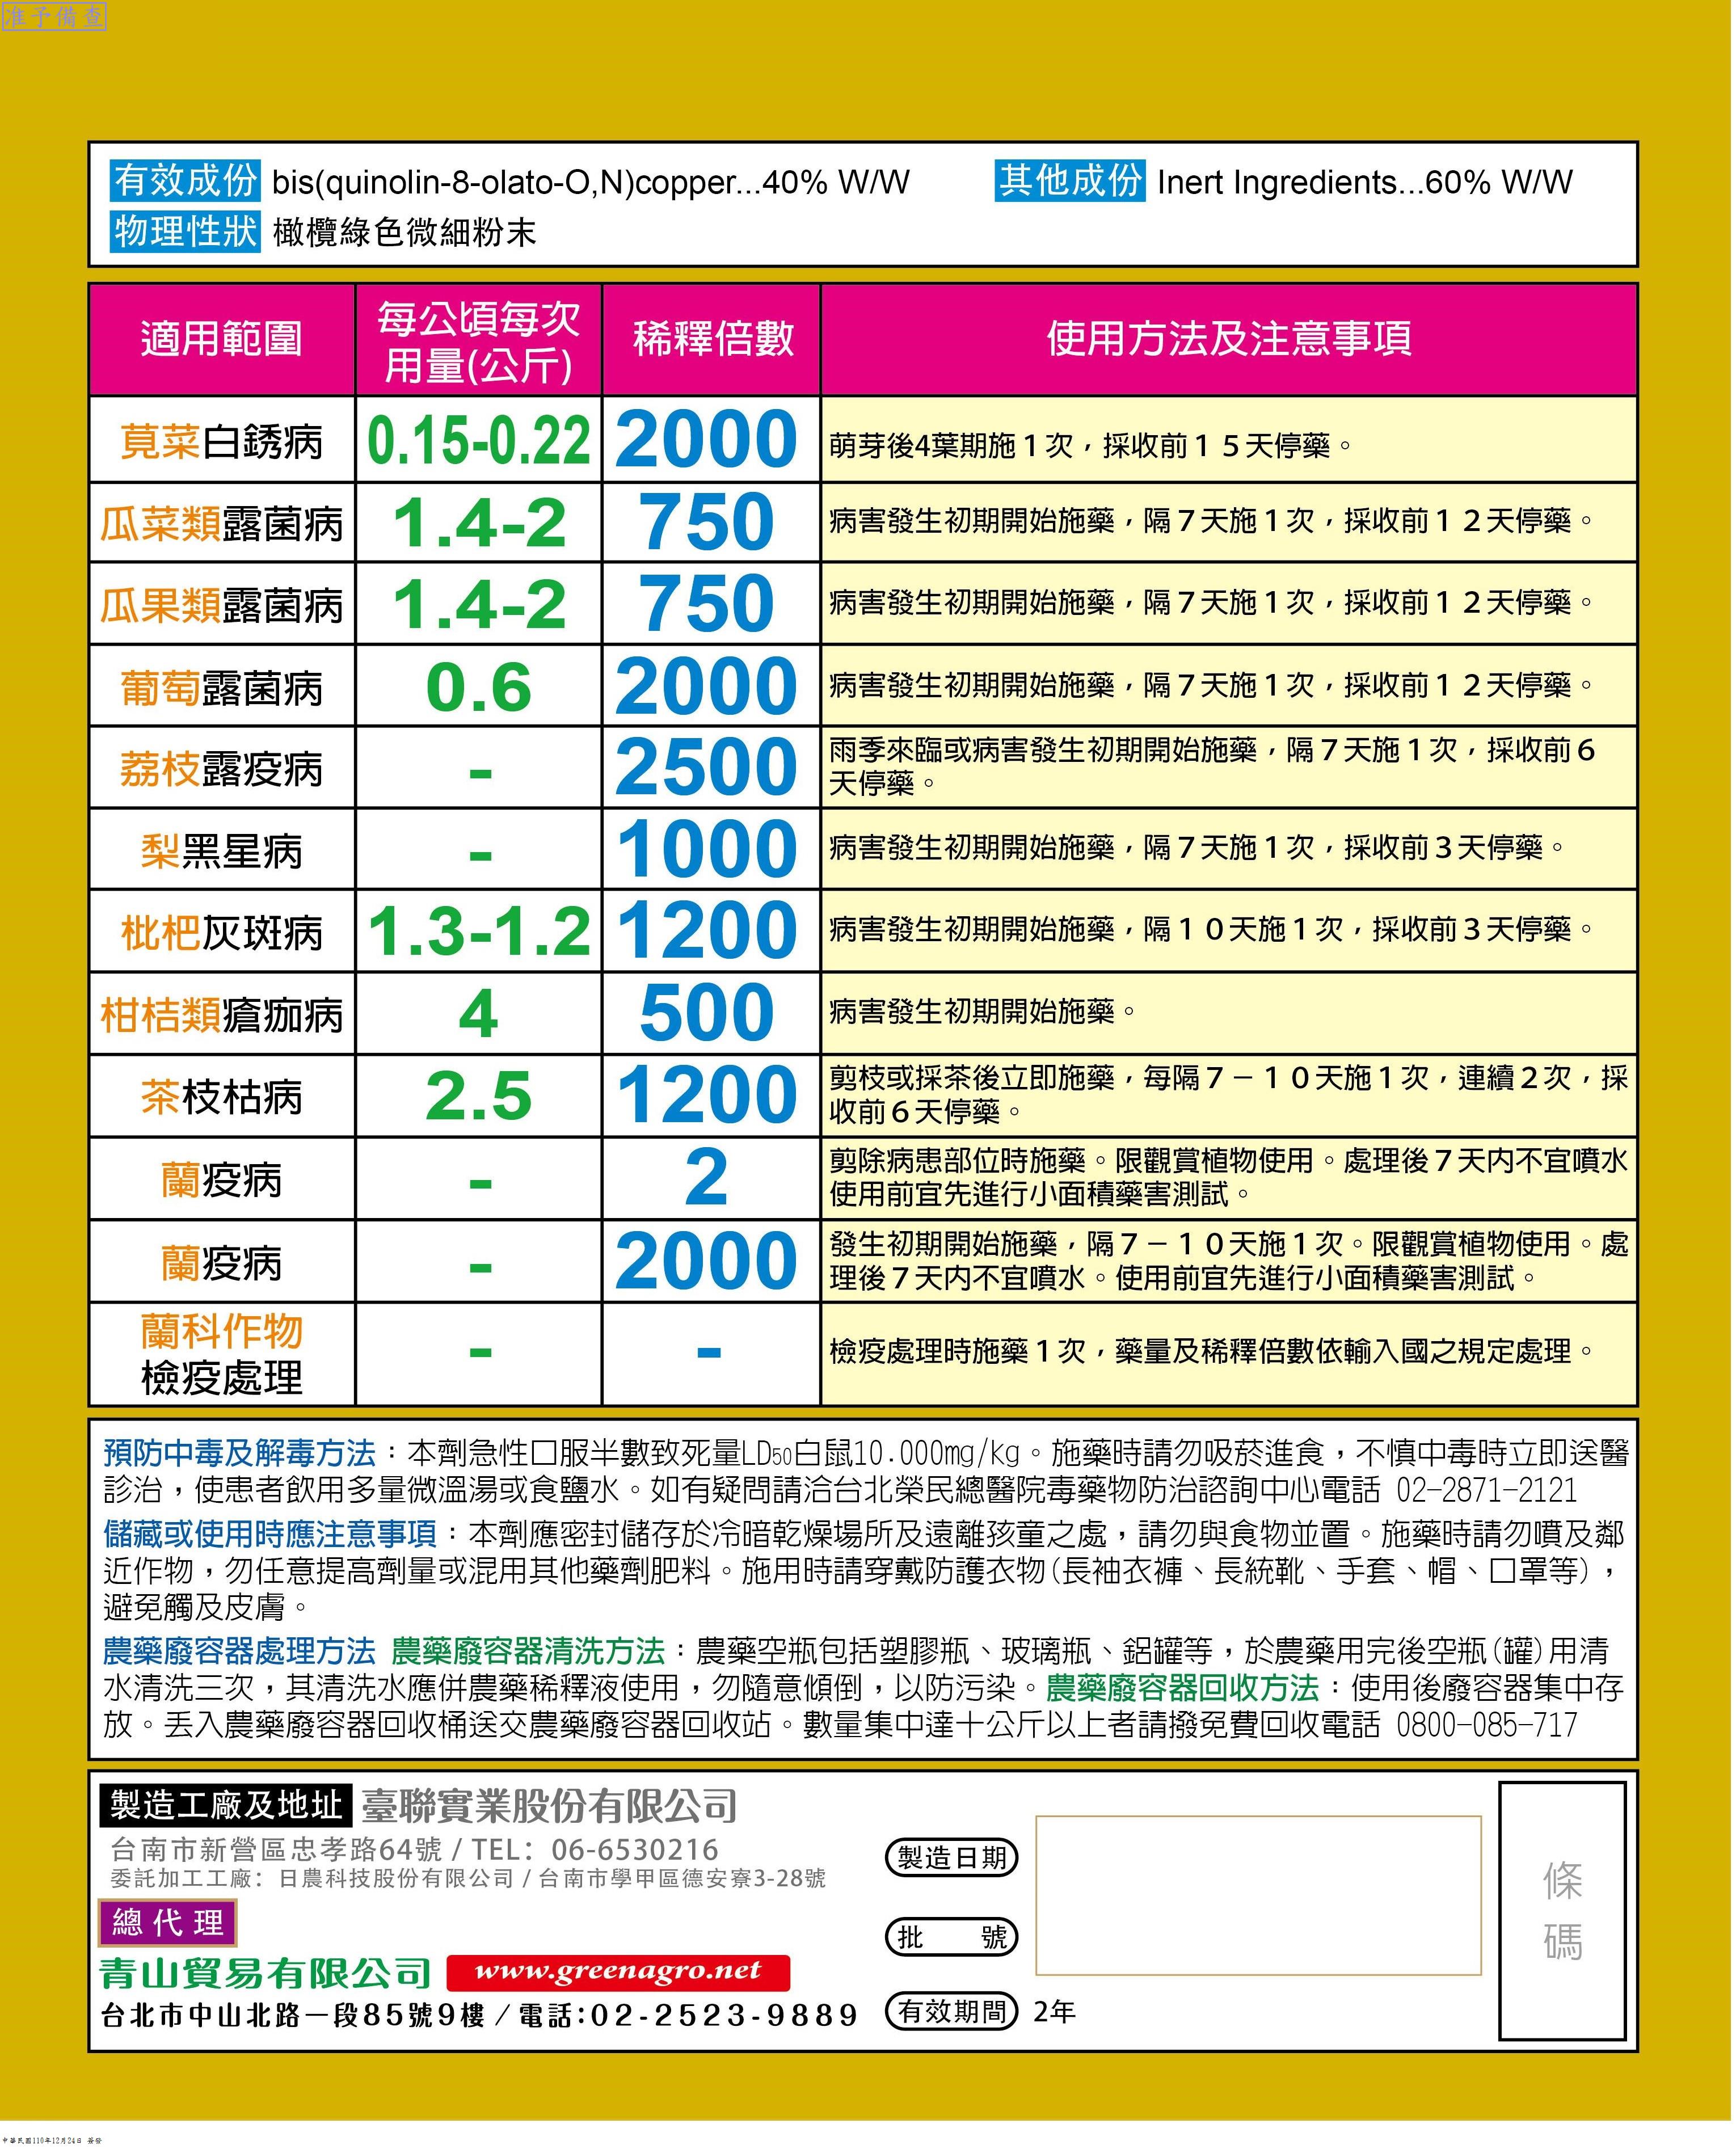 准予備查
有效成份 bis(quinolin-8-olato-O,N)copper...40% W/W 其他成份 Inert Ingredients...60% W/W
物理性狀 橄欖綠色微細粉末
適用範圍 每公頃每次用量(公斤) 稀釋倍數 使用方法及注意事項
莧菜白銹病 0.15-0.22 2000 萌芽後4葉期施1次，採收前15天停藥。
瓜菜類露菌病 1.4-2 750 病害發生初期開始施藥，隔7天施1次，採收前12天停藥。
瓜果類露菌病 1.4-2 750 病害發生初期開始施藥，隔7天施1次，採收前12天停藥。
葡萄露菌病 0.6 2000 病害發生初期開始施藥，隔7天施1次，採收前12天停藥。
荔枝露疫病 - 2500 雨季來臨或病害發生初期開始施藥，隔7天施1次，採收前6
天停藥。
梨黑星病 - 1000 病害發生初期開始施藥，隔7天施1次，採收前3天停藥。
枇杷灰斑病 1.3-1.2 1200 病害發生初期開始施藥，隔10天施1次，採收前3天停藥。
柑桔類瘡痂病 4 500 病害發生初期開始施藥。
茶枝枯病 2.5 1200 剪枝或採茶後立即施藥，每隔7－10天施1次，連續2次，採
收前6天停藥。
蘭疫病 - 2 剪除病患部位時施藥。限觀賞植物使用。處理後7天內不宜噴水
使用前宜先進行小面積藥害測試。
蘭疫病 - 2000 發生初期開始施藥，隔7－10天施1次。限觀賞植物使用。處
理後7天內不宜噴水。使用前宜先進行小面積藥害測試。
蘭科作物
檢疫處理 - - 檢疫處理時施藥1次，藥量及稀釋倍數依輸入國之規定處理。
預防中毒及解毒方法：本劑急性口服半數致死量LD50白鼠10.000mg/kg。施藥時請勿吸菸進食，不慎中毒時立即送醫
診治，使患者飲用多量微溫湯或食鹽水。如有疑問請洽台北榮民總醫院毒藥物防治諮詢中心電話 02-2871-2121
儲藏或使用時應注意事項：本劑應密封儲存於冷暗乾燥場所及遠離孩童之處，請勿與食物並置。施藥時請勿噴及鄰
近作物，勿任意提高劑量或混用其他藥劑肥料。施用時請穿戴防護衣物(長袖衣褲、長統靴、手套、帽、口罩等)，
避免觸及皮膚。
農藥廢容器處理方法 農藥廢容器清洗方法：農藥空瓶包括塑膠瓶、玻璃瓶、鋁罐等，於農藥用完後空瓶(罐)用清
水清洗三次，其清洗水應併農藥稀釋液使用，勿隨意傾倒，以防污染。農藥廢容器回收方法：使用後廢容器集中存
放。丟入農藥廢容器回收桶送交農藥廢容器回收站。數量集中達十公斤以上者請撥免費回收電話 0800-085-717
製造工廠及地址 臺聯實業股份有限公司
台南市新營區忠孝路64號 / TEL：06-6530216
委託加工工廠：日農科技股份有限公司 / 台南市學甲區德安寮3-28號
總代理
青山貿易有限公司 www.greenagro.net
台北市中山北路一段85號9樓／電話:02-2523-9889
製造日期
批 號
有效期間 2年
條碼
中華民國110年12月24日 簽發